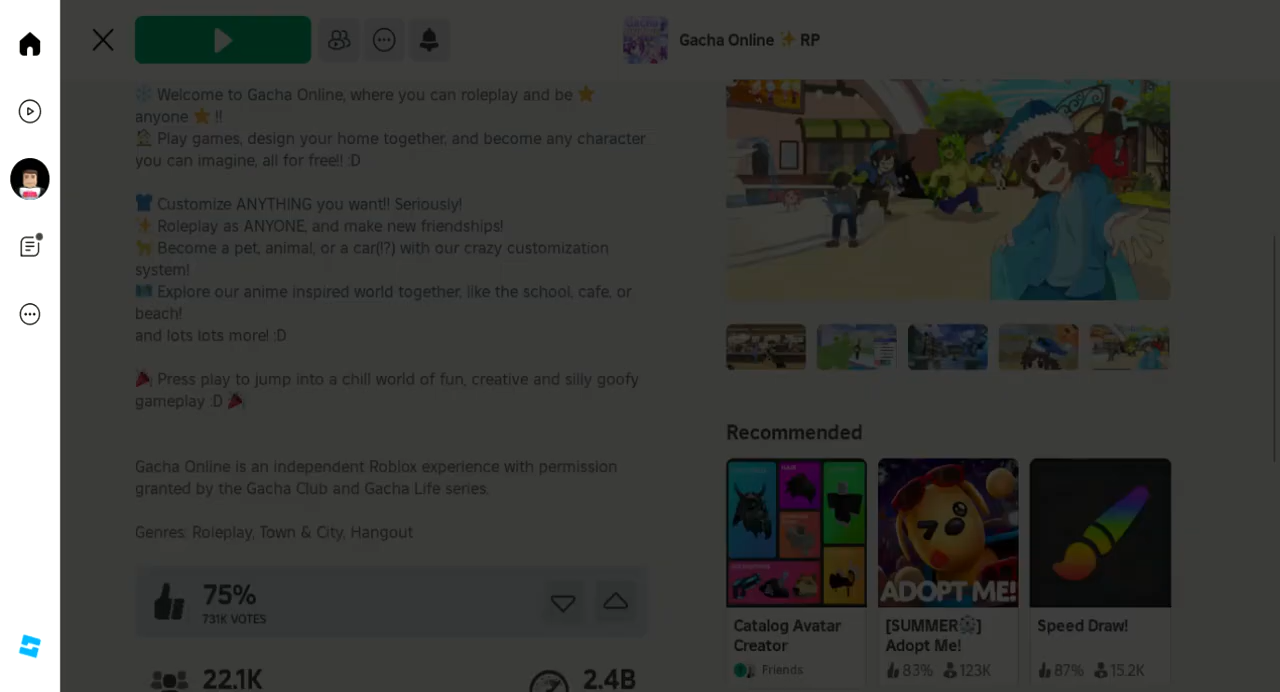 Gacha Online ✨ RP
❄️ Welcome to Gacha Online, where you can roleplay and be ⭐
anyone ⭐ !!
🏡 Play games, design your home together, and become any character
you can imagine, all for free!! :D
👕 Customize ANYTHING you want!! Seriously!
✨ Roleplay as ANYONE, and make new friendships!
🐕 Become a pet, animal, or a car(!?) with our crazy customization
system!
🗺️ Explore our anime inspired world together, like the school, cafe, or
beach!
and lots lots more! :D
🎉 Press play to jump into a chill world of fun, creative and silly goofy
gameplay :D 🎉
Gacha Online is an independent Roblox experience with permission
granted by the Gacha Club and Gacha Life series.
Genres: Roleplay, Town & City, Hangout
75%
731K VOTES
22.1K
2.4B
Recommended
HAIR
ADOPT ME!
Catalog Avatar
Creator
Friends
[SUMMER⚙️]
Adopt Me!
83% 123K
Speed Draw!
87% 15.2K